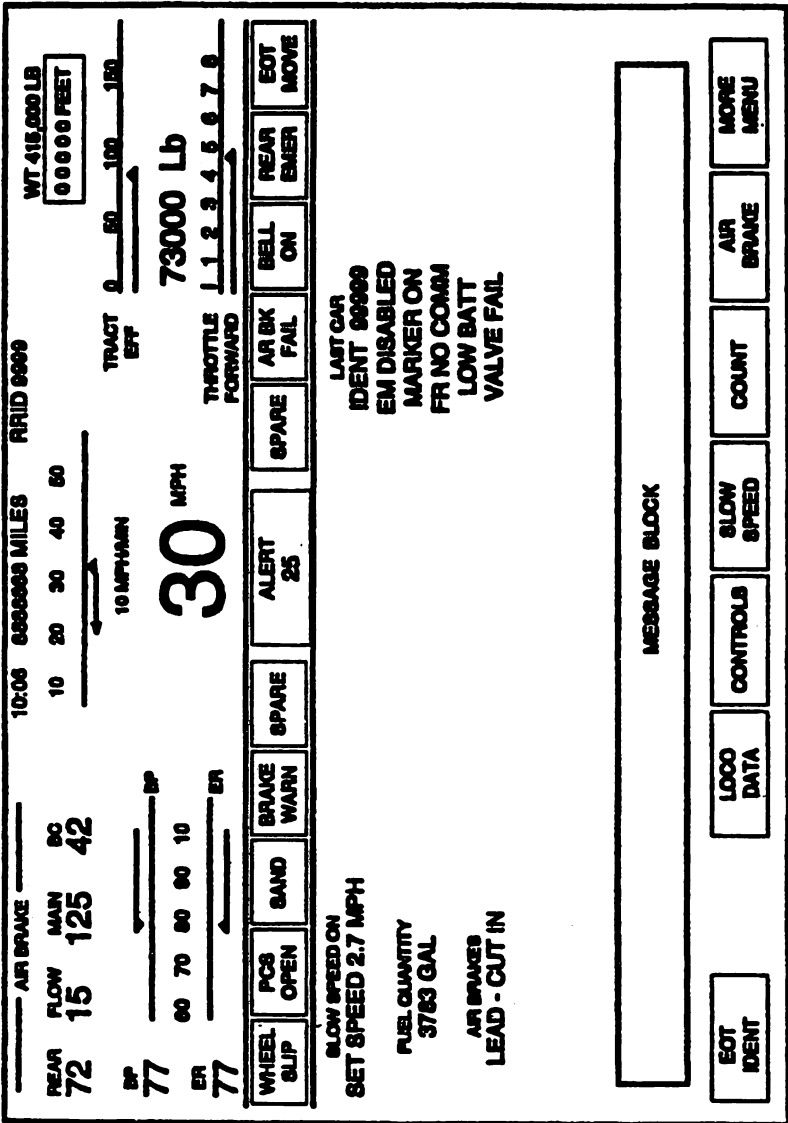 AIR BRAKE 10:06 8888888 MILES RRID 9999 WT 415,000 LB
REAR FLOW MAIN BC
72 15 125 42
00000 FEET
10 20 30 40 50
10 MPH/MIN
TRACT EFF 0 50 100 150
73000 Lb
BP
77
BP
60 70 80 90 10
ER
77
ER
30 MPH
THROTTLE 1 1 2 3 4 5 6 7 8
FORWARD
WHEEL SLIP
PCS OPEN
SAND
BRAKE WARN
SPARE
ALERT 25
SPARE
AR BK FAIL
BELL ON
REAR EMER
EOT MOVE
SLOW SPEED ON
SET SPEED 2.7 MPH
FUEL QUANTITY
3783 GAL
AIR BRAKES
LEAD - CUT IN
LAST CAR
IDENT 99999
EM DISABLED
MARKER ON
FR NO COMM
LOW BATT
VALVE FAIL
MESSAGE BLOCK
EOT IDENT
LOCO DATA
CONTROLS
SLOW SPEED
COUNT
AIR BRAKE
MORE MENU